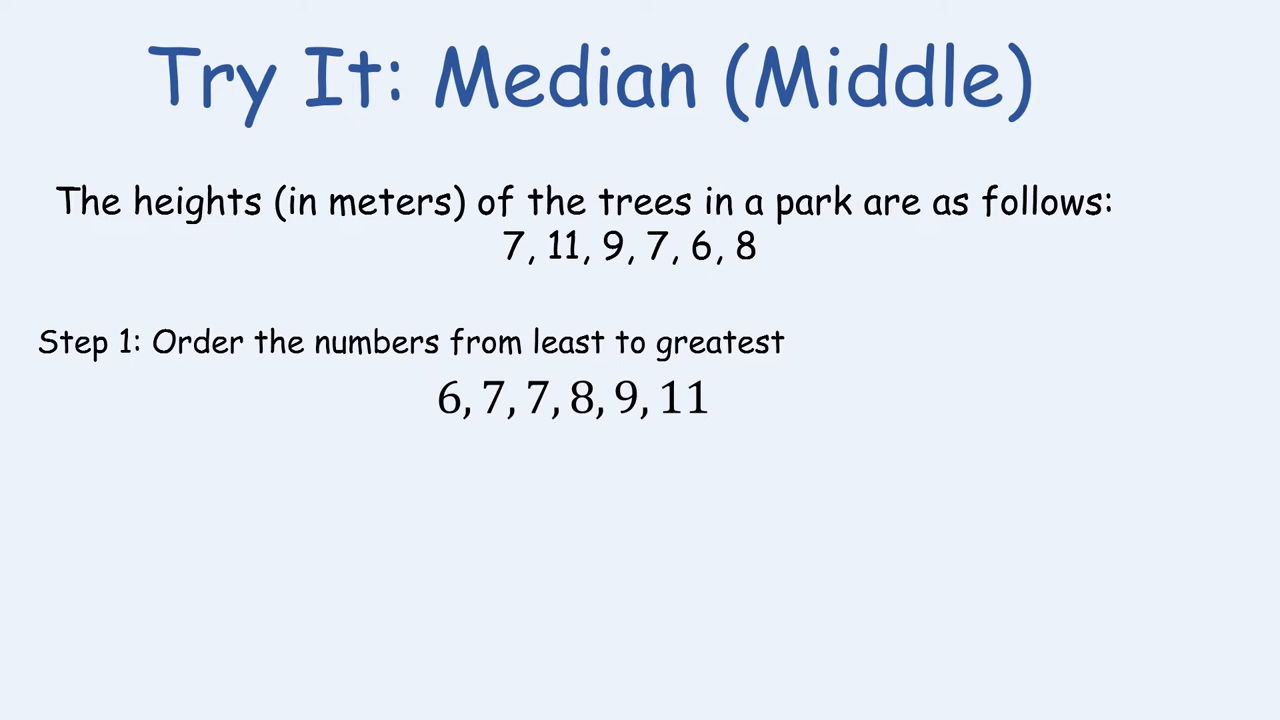 Try It: Median (Middle)
The heights (in meters) of the trees in a park are as follows:
7, 11, 9, 7, 6, 8
Step 1: Order the numbers from least to greatest
6, 7, 7, 8, 9, 11